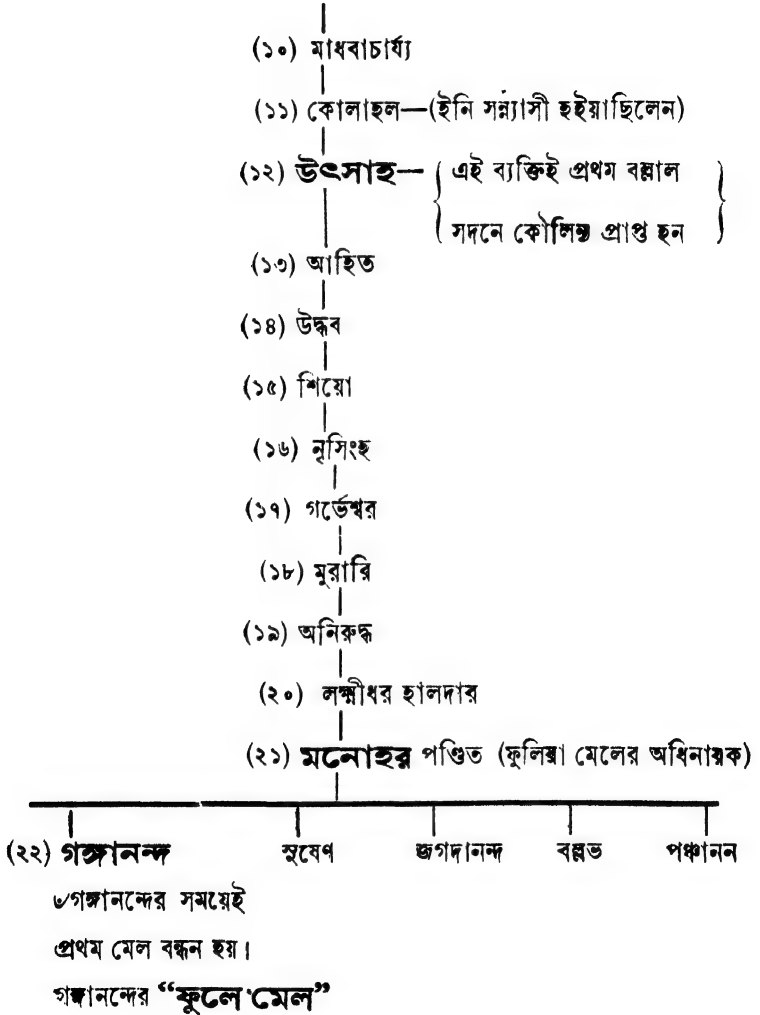 (১০) মাধবাচার্য্য
(১১) কোলাহল—(ইনি সন্ন্যাসী হইয়াছিলেন)
(১২) উৎসাহ— { এই ব্যক্তিই প্রথম বল্লাল
সদনে কৌলিন্য প্রাপ্ত হন }
(১৩) আহিত
(১৪) উদ্ধব
(১৫) শিয়ো
(১৬) নৃসিংহ
(১৭) গর্ভেশ্বর
(১৮) মুরারি
(১৯) অনিরুদ্ধ
(২০) লক্ষ্মীধর হালদার
(২১) মনোহর পণ্ডিত (ফুলিয়া মেলের অধিনায়ক)
(২২) গঙ্গানন্দ সুষেণ জগদানন্দ বল্লভ পঞ্চানন
৺গঙ্গানন্দের সময়েই
প্রথম মেল বন্ধন হয়।
গঙ্গানন্দের “ফুলে মেল”